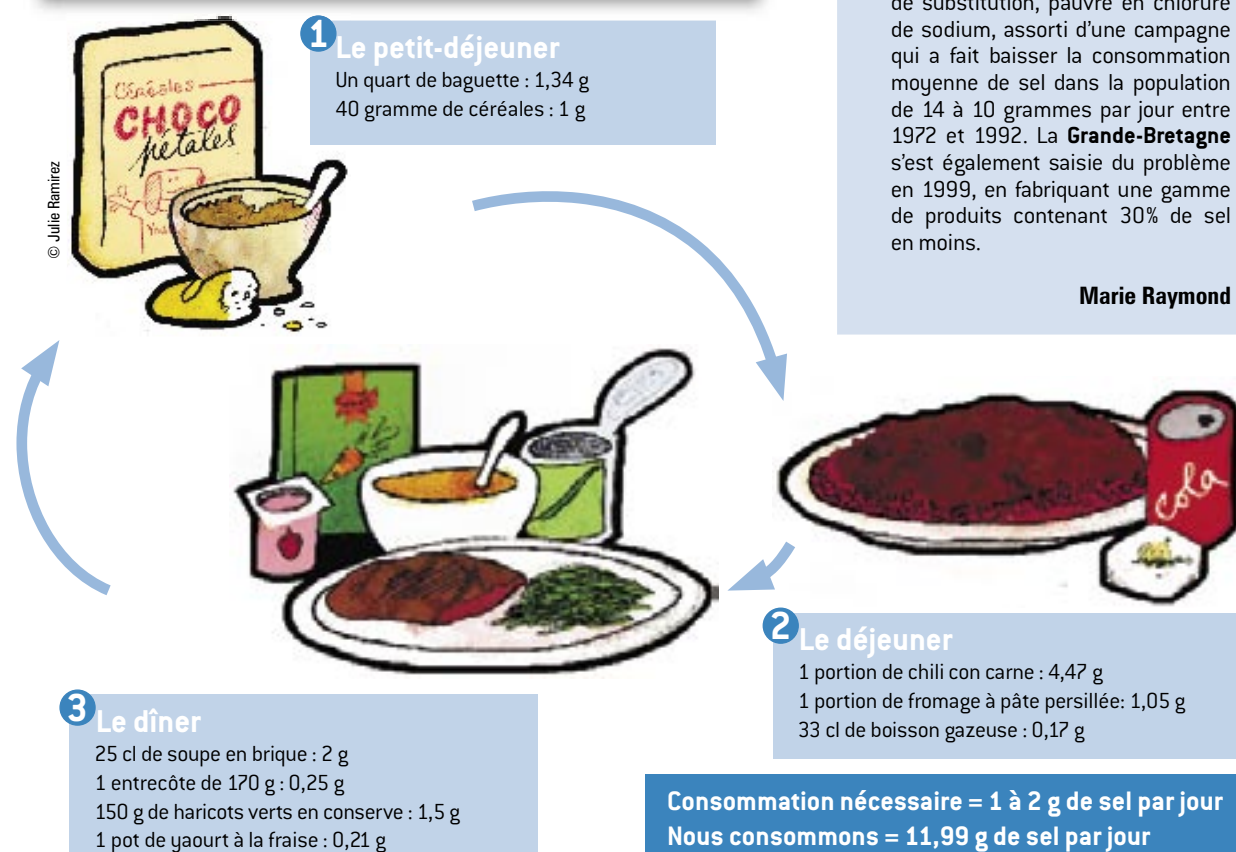 de substitution, pauvre en chlorure
de sodium, assorti d'une campagne
qui a fait baisser la consommation
moyenne de sel dans la population
de 14 à 10 grammes par jour entre
1972 et 1992. La Grande-Bretagne
s'est également saisie du problème
en 1999, en fabriquant une gamme
de produits contenant 30% de sel
en moins.
Marie Raymond
1 Le petit-déjeuner
Un quart de baguette : 1,34 g
40 gramme de céréales : 1 g
Céréales
CHOCO
pétales
© Julie Ramirez
cola
2 Le déjeuner
1 portion de chili con carne : 4,47 g
1 portion de fromage à pâte persillée: 1,05 g
33 cl de boisson gazeuse : 0,17 g
3 Le dîner
25 cl de soupe en brique : 2 g
1 entrecôte de 170 g : 0,25 g
150 g de haricots verts en conserve : 1,5 g
1 pot de yaourt à la fraise : 0,21 g
Consommation nécessaire = 1 à 2 g de sel par jour
Nous consommons = 11,99 g de sel par jour